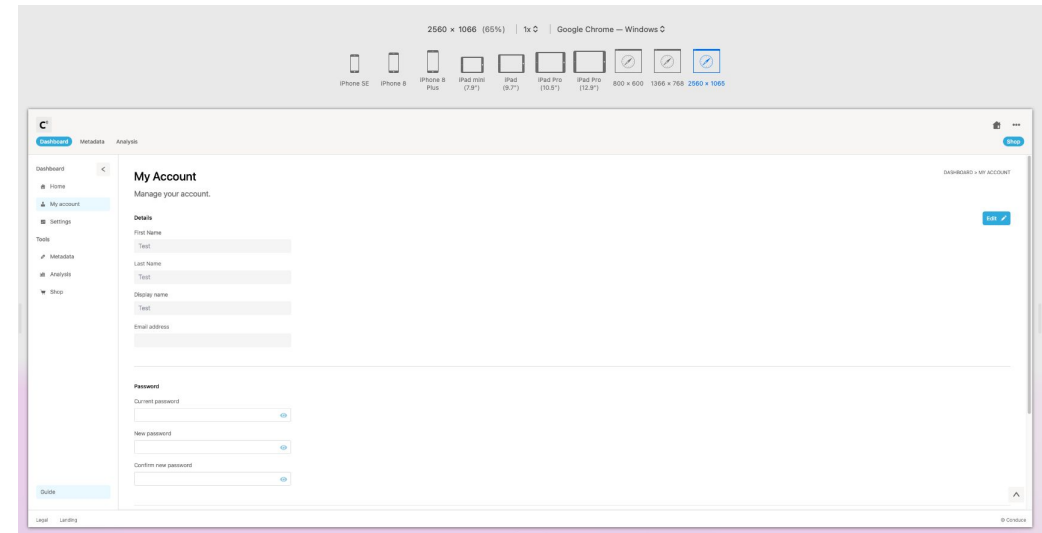 2560 × 1066 (65%) 1x Google Chrome — Windows
iPhone SE iPhone 8 iPhone 8 Plus iPad mini (7.9") iPad (9.7") iPad Pro (10.5") iPad Pro (12.9") 800 × 600 1366 × 768 2560 × 1065
C
Dashboard Metadata Analysis Shop
Dashboard
Home
My account
Settings
Tools
Metadata
Analysis
Shop
Guide
My Account
DASHBOARD > MY ACCOUNT
Manage your account.
Details
Edit
First Name
Test
Last Name
Test
Display name
Test
Email address
Password
Current password
New password
Confirm new password
Legal Landing © Conduce